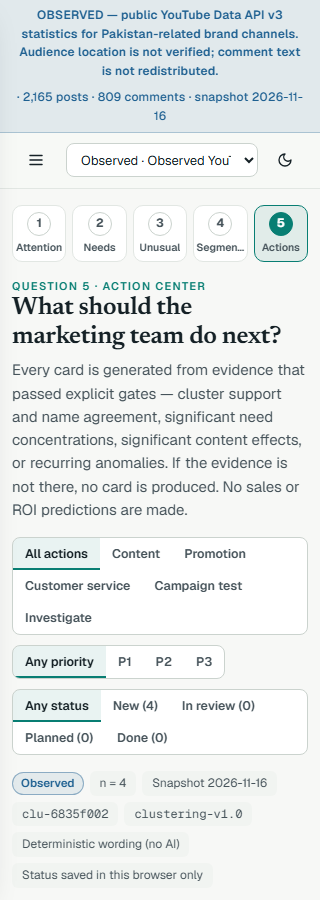 OBSERVED — public YouTube Data API v3
statistics for Pakistan-related brand channels.
Audience location is not verified; comment text
is not redistributed.
· 2,165 posts · 809 comments · snapshot 2026-11-
16
Observed · Observed You
1
Attention
2
Needs
3
Unusual
4
Segmen...
5
Actions
QUESTION 5 · ACTION CENTER
What should the
marketing team do next?
Every card is generated from evidence that
passed explicit gates — cluster support
and name agreement, significant need
concentrations, significant content effects,
or recurring anomalies. If the evidence is
not there, no card is produced. No sales or
ROI predictions are made.
All actions Content Promotion
Customer service Campaign test
Investigate
Any priority P1 P2 P3
Any status New (4) In review (0)
Planned (0) Done (0)
Observed n = 4 Snapshot 2026-11-16
clu-6835f002 clustering-v1.0
Deterministic wording (no AI)
Status saved in this browser only